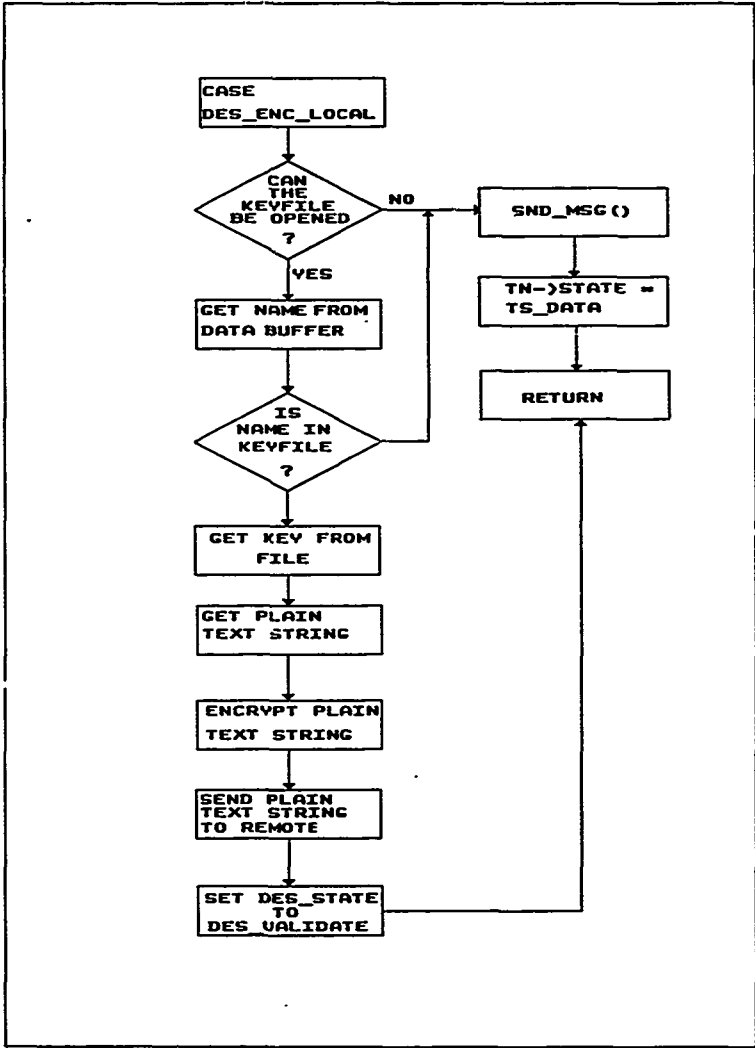 CASE
DES_ENC_LOCAL
CAN
THE
KEYFILE
BE OPENED
?
NO
YES
SND_MSG()
TN->STATE =
TS_DATA
RETURN
GET NAME FROM
DATA BUFFER
IS
NAME IN
KEYFILE
?
GET KEY FROM
FILE
GET PLAIN
TEXT STRING
ENCRYPT PLAIN
TEXT STRING
SEND PLAIN
TEXT STRING
TO REMOTE
SET DES_STATE
TO
DES_VALIDATE